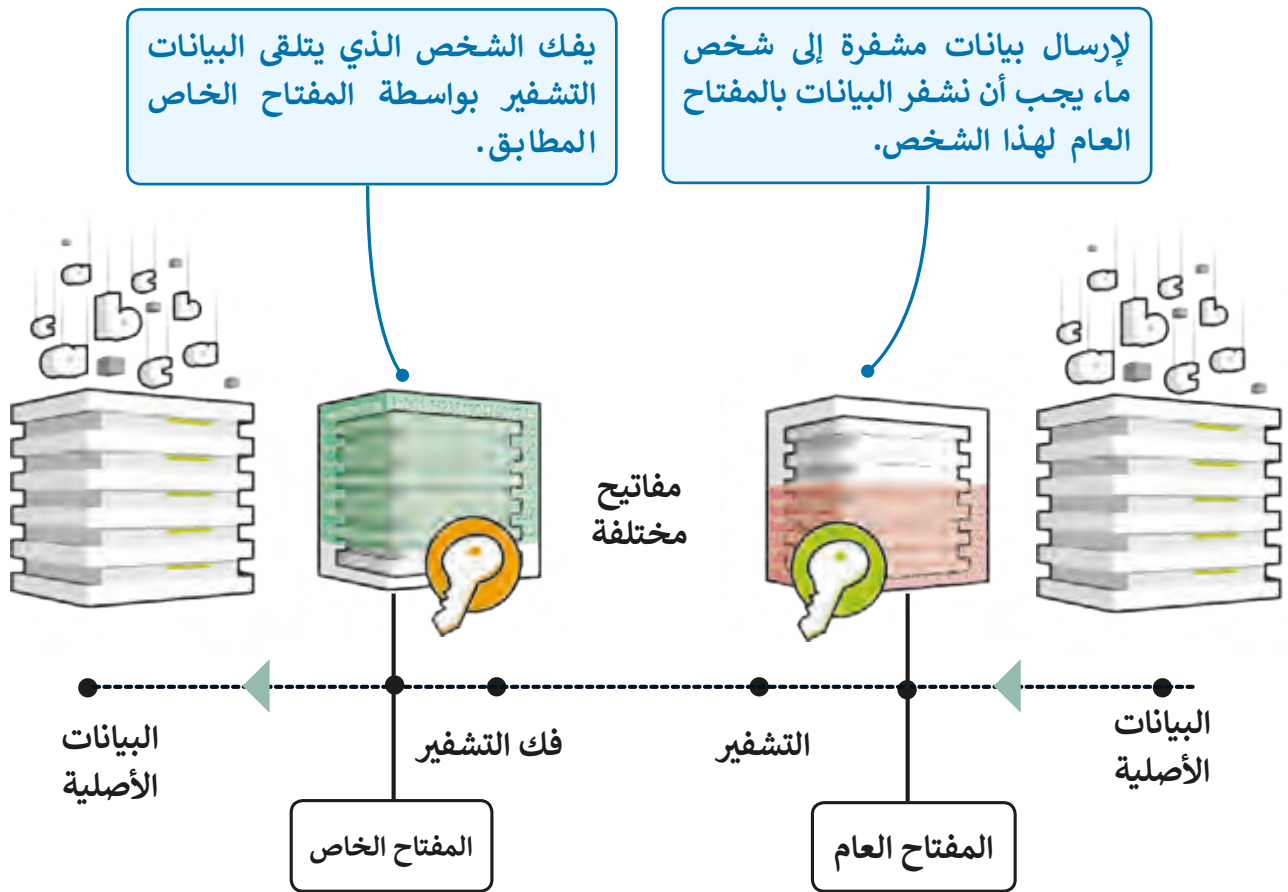 لإرسال بيانات مشفرة إلى شخص
ما، يجب أن نشفر البيانات بالمفتاح
العام لهذا الشخص.
يفك الشخص الذي يتلقى البيانات
التشفير بواسطة المفتاح الخاص
المطابق.
مفاتيح
مختلفة
البيانات
الأصلية
التشفير
فك التشفير
البيانات
الأصلية
المفتاح العام
المفتاح الخاص